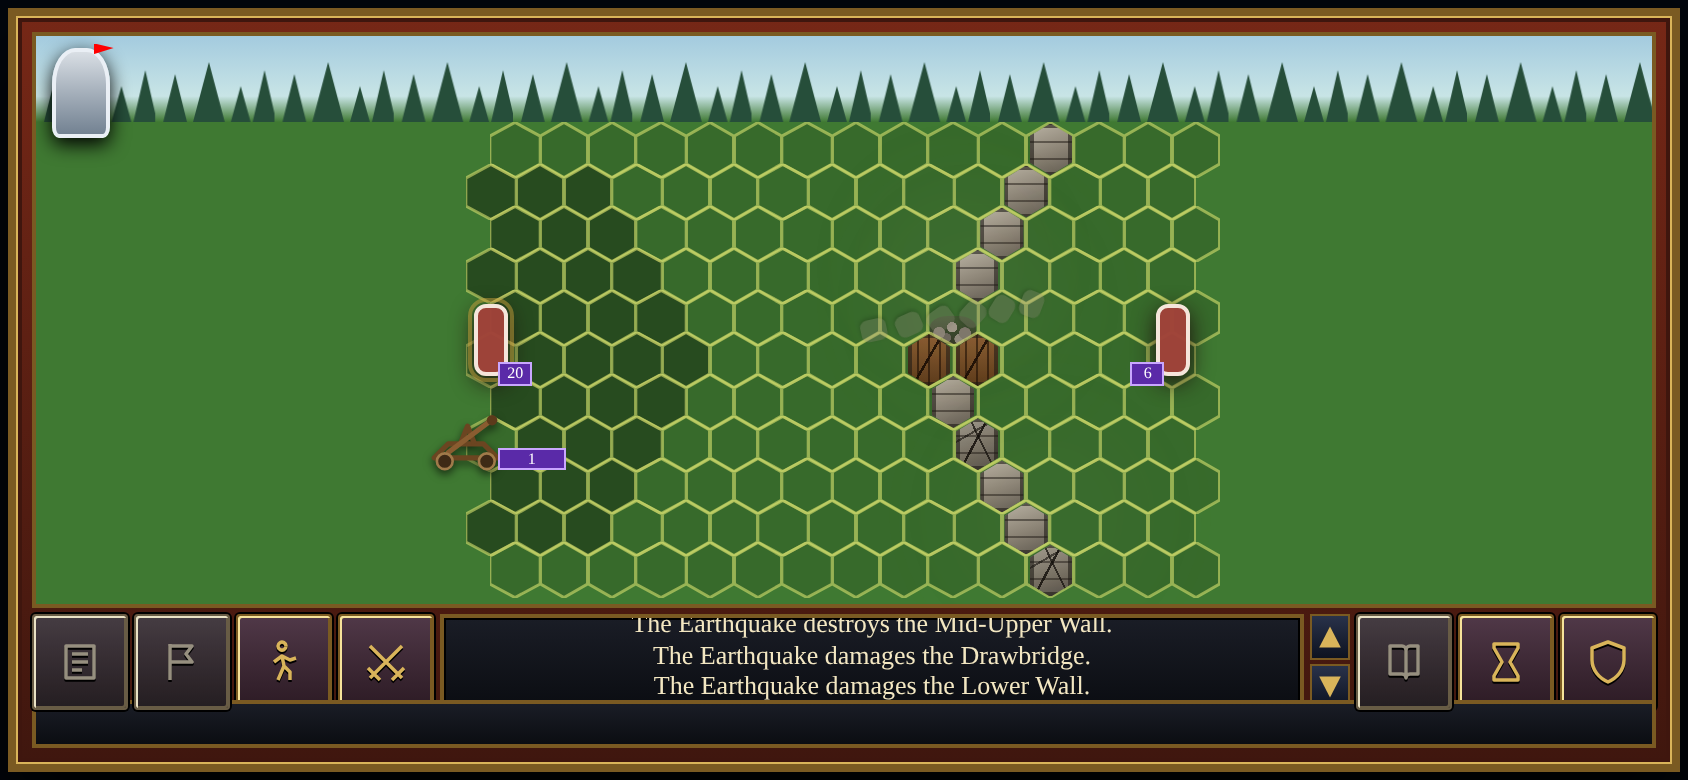 20
6
1
The Earthquake destroys the Mid-Upper Wall.
The Earthquake damages the Drawbridge.
The Earthquake damages the Lower Wall.